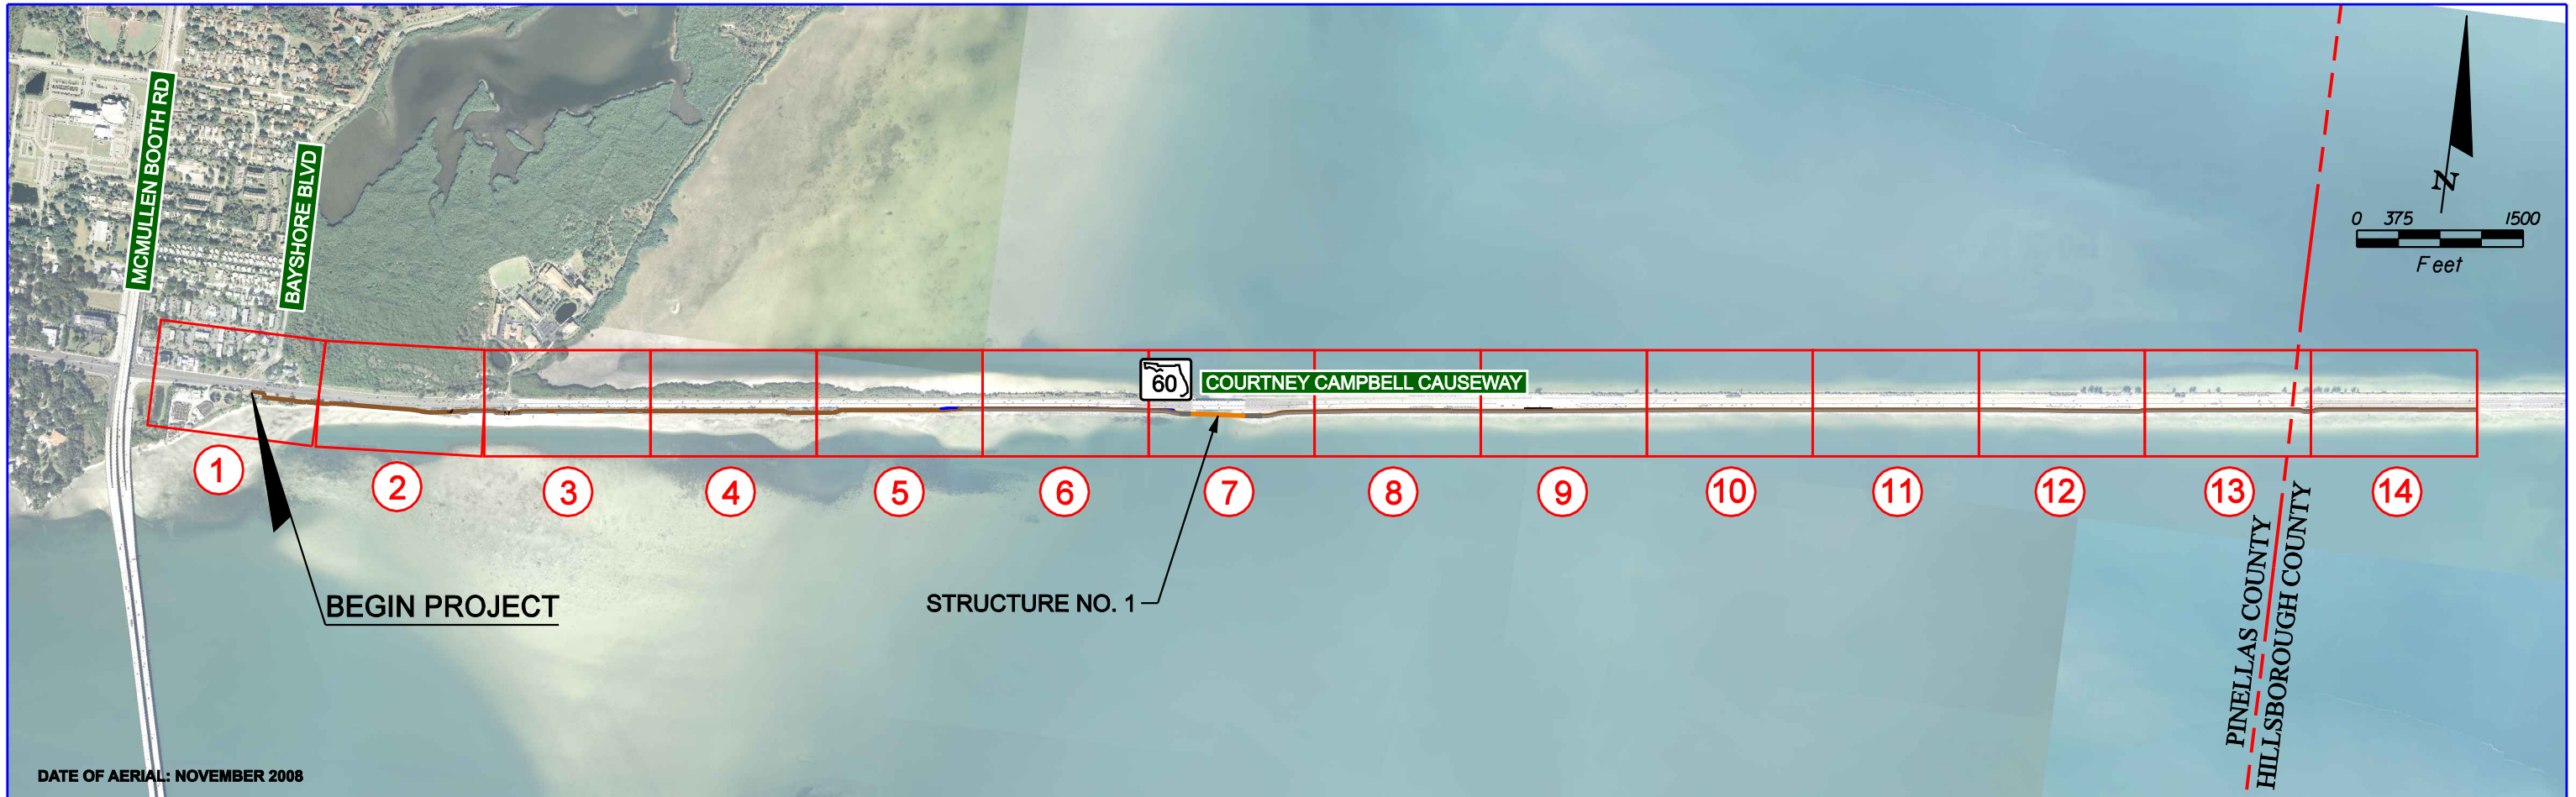 MCMULLEN BOOTH RD
BAYSHORE BLVD
N
0 375 1500
Feet
60
COURTNEY CAMPBELL CAUSEWAY
1
2
3
4
5
6
7
8
9
10
11
12
13
14
BEGIN PROJECT
STRUCTURE NO. 1
PINELLAS COUNTY
HILLSBOROUGH COUNTY
DATE OF AERIAL: NOVEMBER 2008